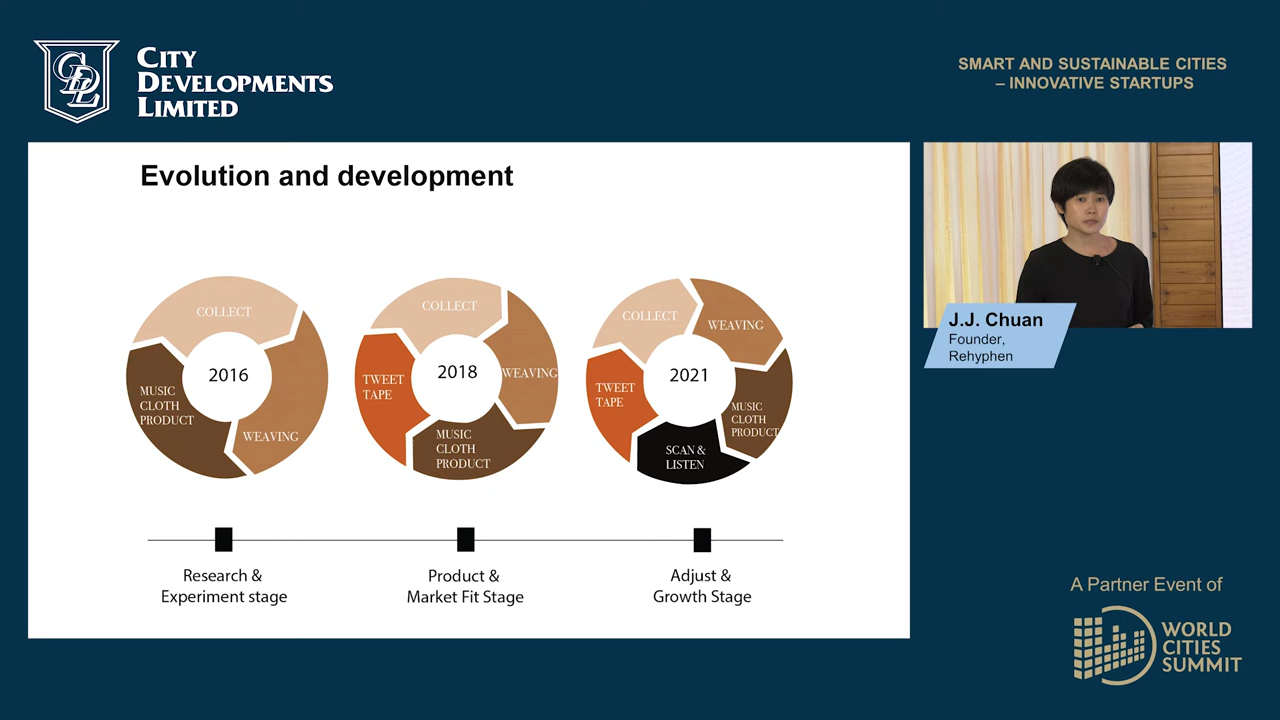 CDL
CITY
DEVELOPMENTS
LIMITED
SMART AND SUSTAINABLE CITIES
– INNOVATIVE STARTUPS
Evolution and development
COLLECT
WEAVING
MUSIC
CLOTH
PRODUCT
2016
COLLECT
WEAVING
MUSIC
CLOTH
PRODUCT
TWEET
TAPE
2018
COLLECT
WEAVING
MUSIC
CLOTH
PRODUCT
SCAN &
LISTEN
TWEET
TAPE
2021
Research &
Experiment stage
Product &
Market Fit Stage
Adjust &
Growth Stage
J.J. Chuan
Founder,
Rehyphen
A Partner Event of
WORLD
CITIES
SUMMIT